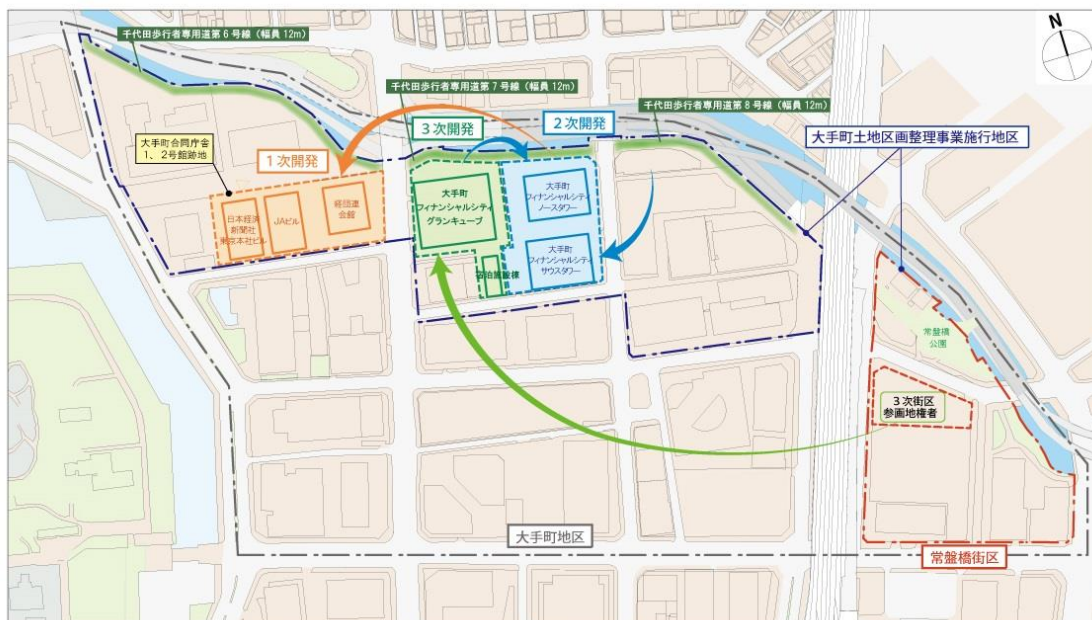 千代田歩行者専用道第6号線（幅員 12m）
千代田歩行者専用道第7号線（幅員 12m）
千代田歩行者専用道第8号線（幅員 12m）
N
3次開発
2次開発
1次開発
大手町土地区画整理事業施行地区
大手町合同庁舎
1、2号館跡地
日本経済
新聞社
東京本社ビル
JAビル
経団連
会館
大手町
フィナンシャルシティ
グランキューブ
宿泊施設棟
大手町
フィナンシャルシティ
ノースタワー
大手町
フィナンシャルシティ
サウスタワー
常盤橋
公園
3次街区
参画地権者
大手町地区
常盤橋街区